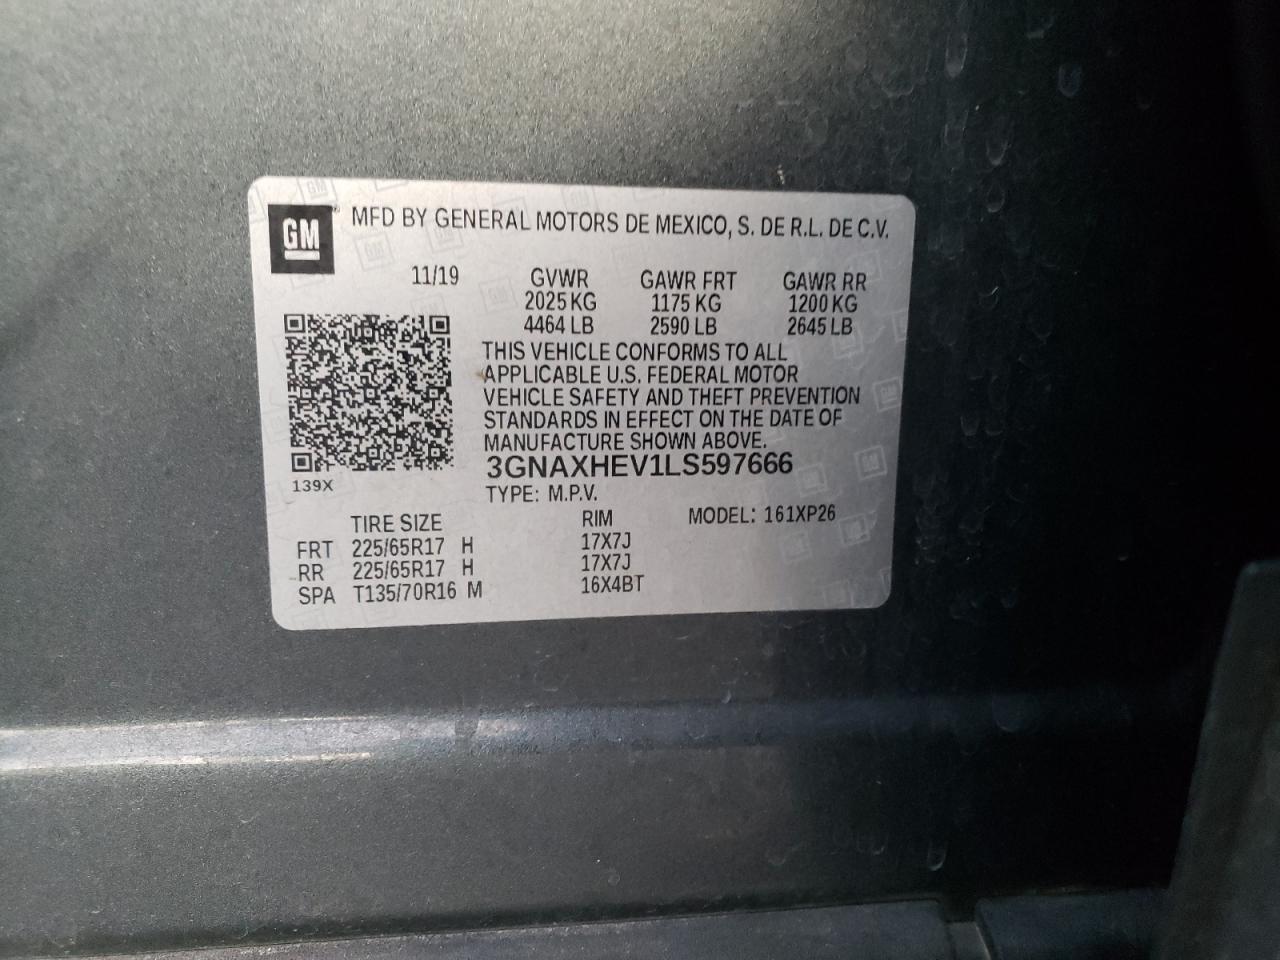 GM ® MFD BY GENERAL MOTORS DE MEXICO, S. DE R.L. DE C.V.
11/19 GVWR GAWR FRT GAWR RR
2025 KG 1175 KG 1200 KG
4464 LB 2590 LB 2645 LB
THIS VEHICLE CONFORMS TO ALL
APPLICABLE U.S. FEDERAL MOTOR
VEHICLE SAFETY AND THEFT PREVENTION
STANDARDS IN EFFECT ON THE DATE OF
MANUFACTURE SHOWN ABOVE.
3GNAXHEV1LS597666
139X
TYPE: M.P.V.
TIRE SIZE RIM MODEL: 161XP26
FRT 225/65R17 H 17X7J
RR 225/65R17 H 17X7J
SPA T135/70R16 M 16X4BT